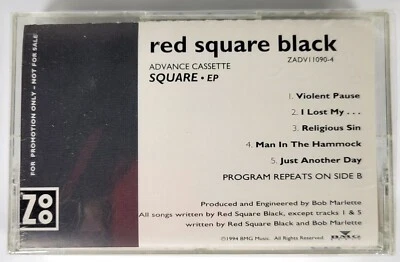 red square black
ADVANCE CASSETTE
ZADV11090-4
SQUARE • EP
1. Violent Pause
2. I Lost My . . .
3. Religious Sin
4. Man In The Hammock
5. Just Another Day
PROGRAM REPEATS ON SIDE B
Produced and Engineered by Bob Marlette
All songs written by Red Square Black, except tracks 1 & 5
written by Red Square Black and Bob Marlette
©1994 BMG Music. All Rights Reserved.
BMG
FOR PROMOTION ONLY – NOT FOR SALE
ZO
O